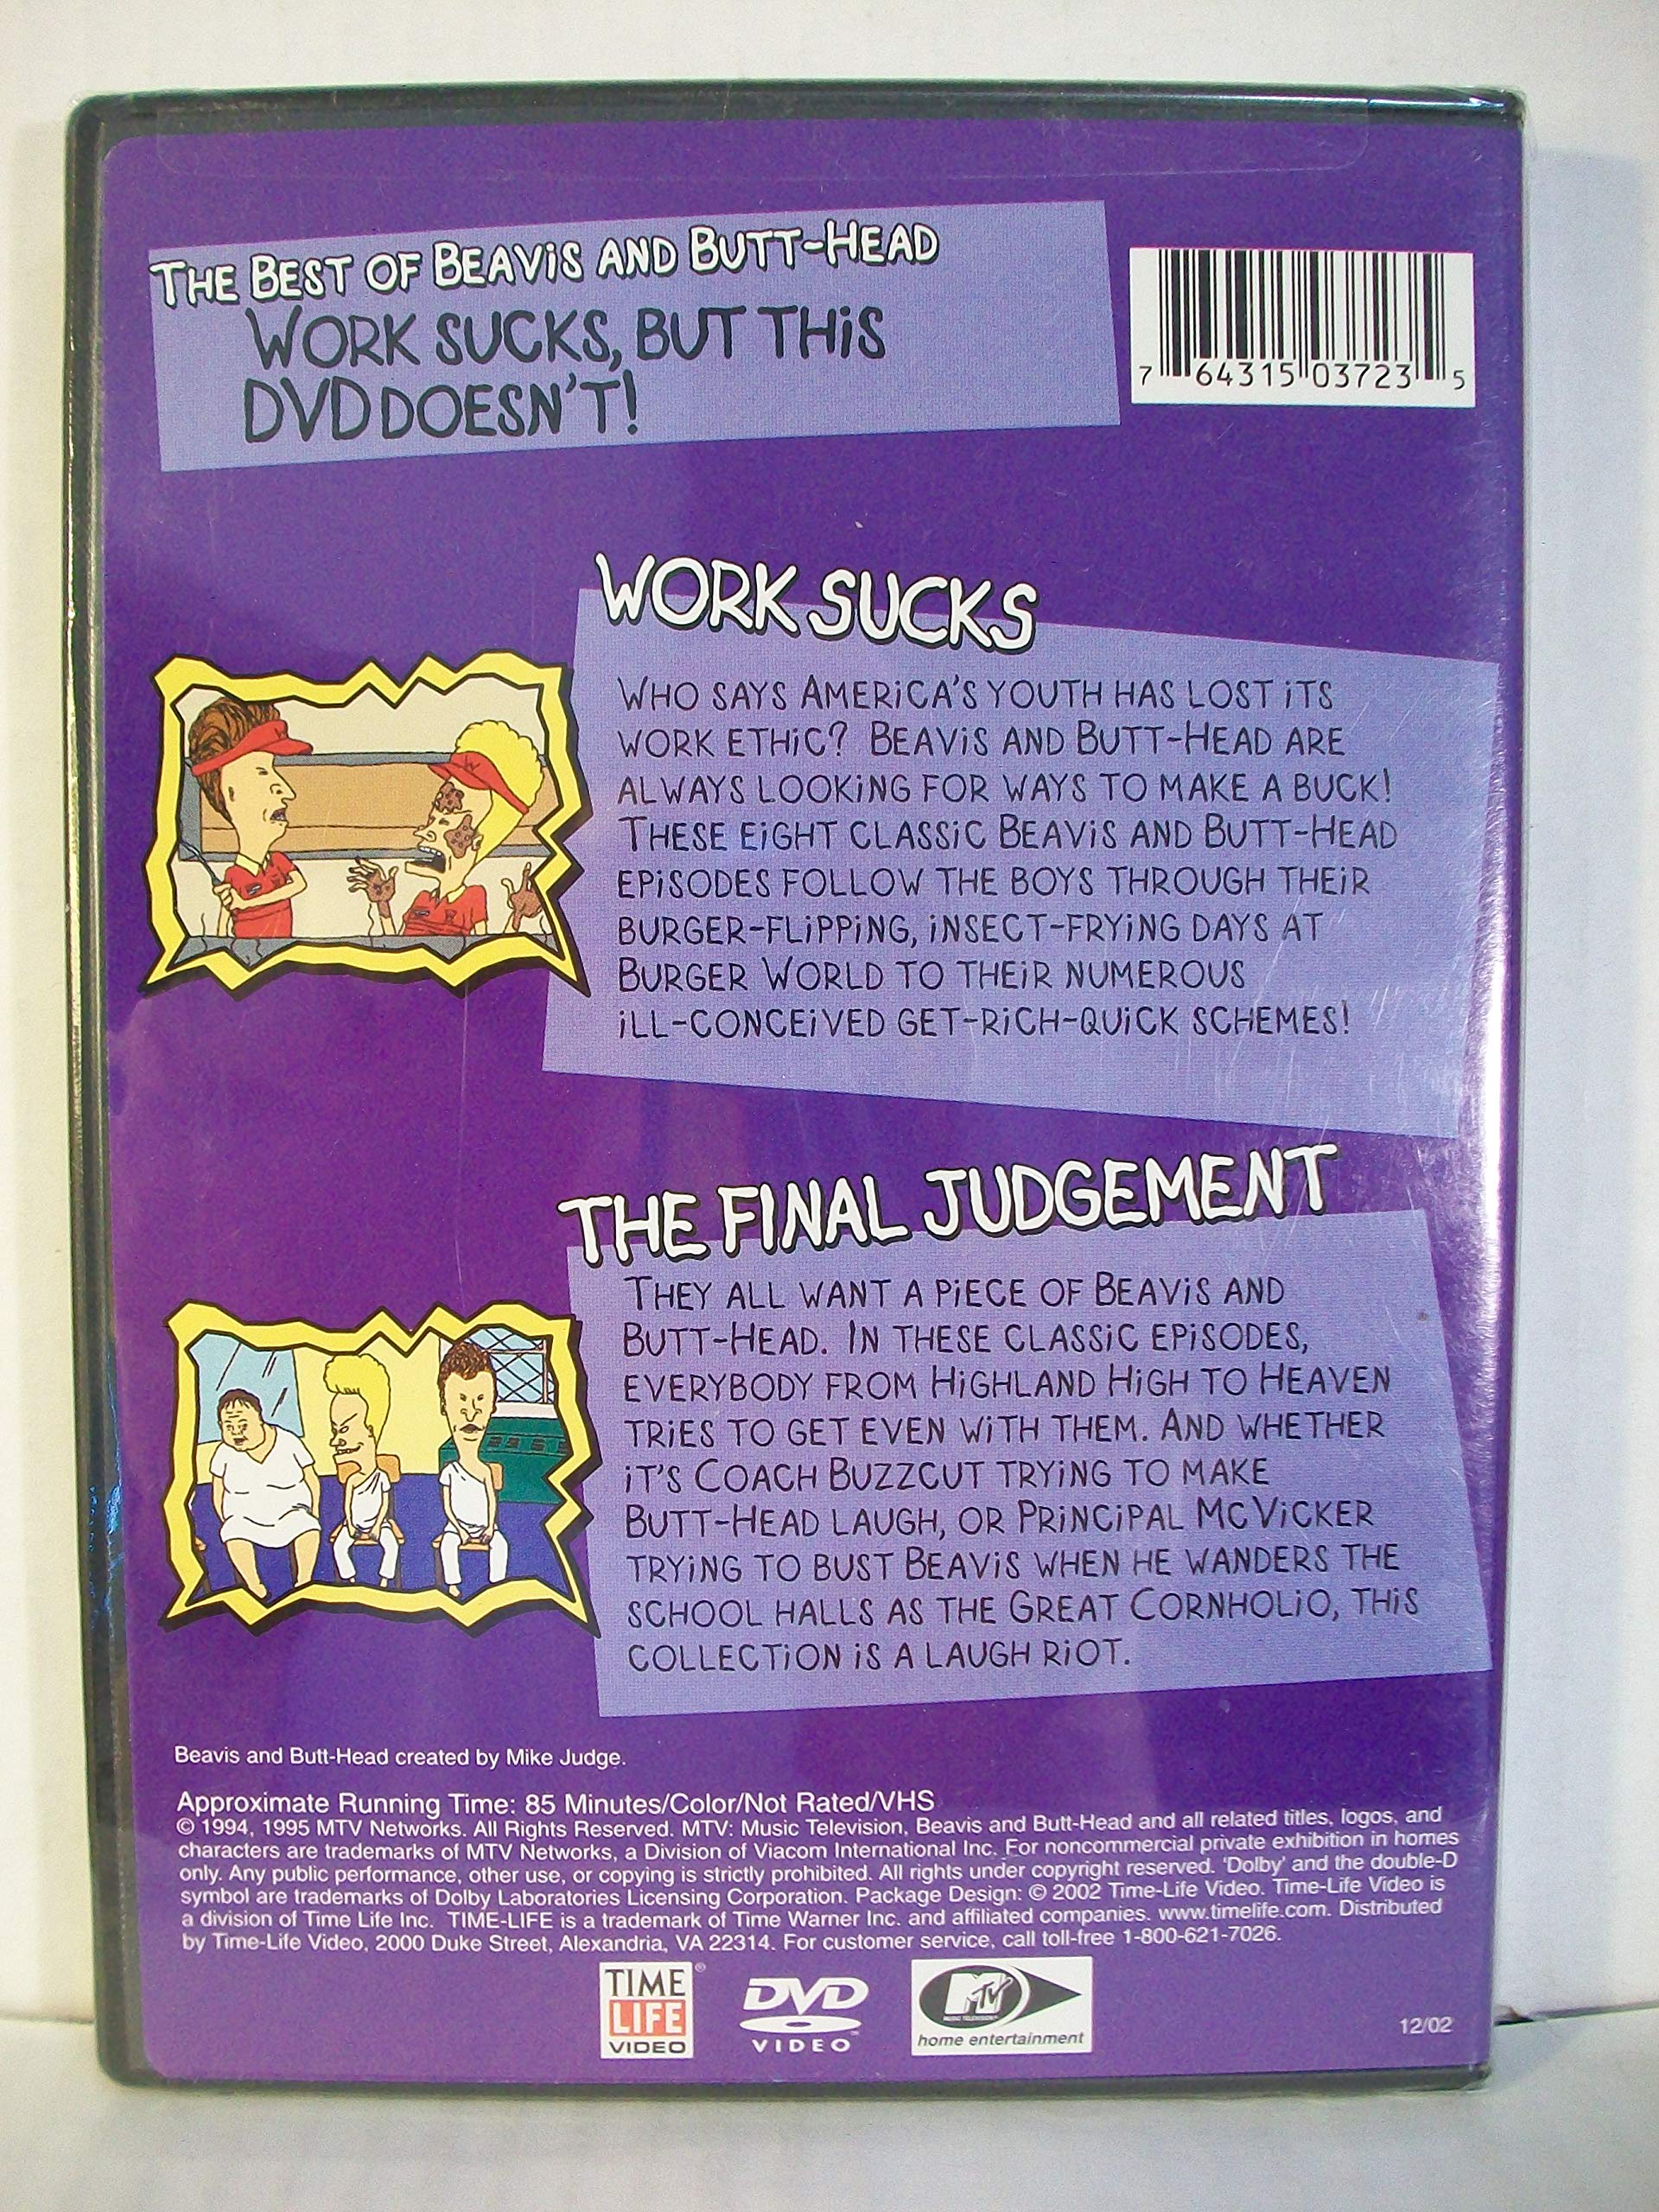 THE BEST OF BEAVIS AND BUTT-HEAD
WORK SUCKS, BUT THIS
DVD DOESN'T!
7 64315 03723 5
WORK SUCKS
WHO SAYS AMERICA'S YOUTH HAS LOST ITS
WORK ETHIC? BEAVIS AND BUTT-HEAD ARE
ALWAYS LOOKING FOR WAYS TO MAKE A BUCK!
THESE EIGHT CLASSIC BEAVIS AND BUTT-HEAD
EPISODES FOLLOW THE BOYS THROUGH THEIR
BURGER-FLIPPING, INSECT-FRYING DAYS AT
BURGER WORLD TO THEIR NUMEROUS
ILL-CONCEIVED GET-RICH-QUICK SCHEMES!
THE FINAL JUDGEMENT
THEY ALL WANT A PIECE OF BEAVIS AND
BUTT-HEAD. IN THESE CLASSIC EPISODES,
EVERYBODY FROM HIGHLAND HIGH TO HEAVEN
TRIES TO GET EVEN WITH THEM. AND WHETHER
IT'S COACH BUZZCUT TRYING TO MAKE
BUTT-HEAD LAUGH, OR PRINCIPAL MCVICKER
TRYING TO BUST BEAVIS WHEN HE WANDERS THE
SCHOOL HALLS AS THE GREAT CORNHOLIO, THIS
COLLECTION IS A LAUGH RIOT.
Beavis and Butt-Head created by Mike Judge.
Approximate Running Time: 85 Minutes/Color/Not Rated/VHS
© 1994, 1995 MTV Networks. All Rights Reserved. MTV: Music Television, Beavis and Butt-Head and all related titles, logos, and
characters are trademarks of MTV Networks, a Division of Viacom International Inc. For noncommercial private exhibition in homes
only. Any public performance, other use, or copying is strictly prohibited. All rights under copyright reserved. 'Dolby' and the double-D
symbol are trademarks of Dolby Laboratories Licensing Corporation. Package Design: © 2002 Time-Life Video. Time-Life Video is
a division of Time Life Inc. TIME-LIFE is a trademark of Time Warner Inc. and affiliated companies. www.timelife.com. Distributed
by Time-Life Video, 2000 Duke Street, Alexandria, VA 22314. For customer service, call toll-free 1-800-621-7026.
TIME ®
LIFE
VIDEO
DVD
VIDEO
MTV
MUSIC TELEVISION
home entertainment
12/02